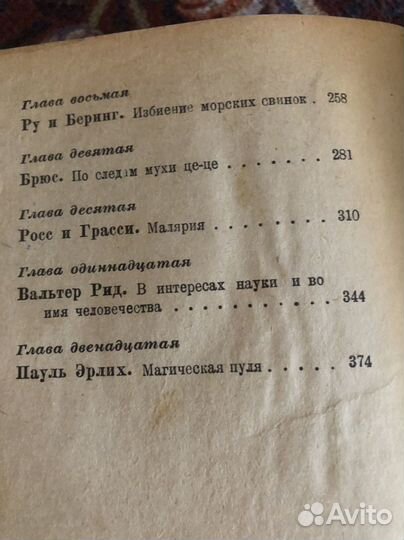 Глава восьмая
Ру и Беринг. Избиение морских свинок . 258
Глава девятая
Брюс. По следам мухи це-це . . . . . 281
Глава десятая
Росс и Грасси. Малярия . . . . . . 310
Глава одиннадцатая
Вальтер Рид. В интересах науки и во
имя человечества . . . . . . . . . 344
Глава двенадцатая
Пауль Эрлих. Магическая пуля . . . . . 374
Avito